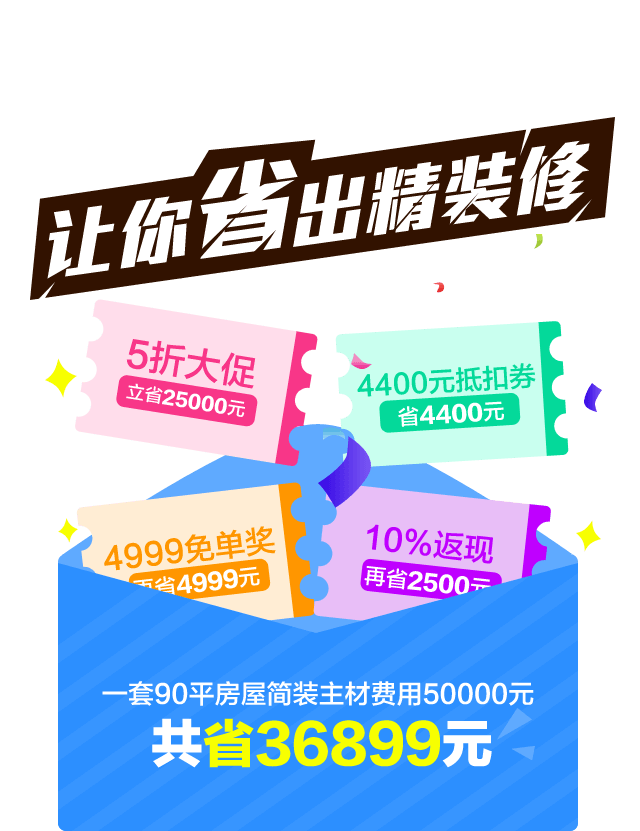 让你省出精装修
5折大促
立省25000元
4400元抵扣券
省4400元
4999免单奖
再省4999元
10%返现
再省2500元
一套90平房屋简装主材费用50000元
共省36899元